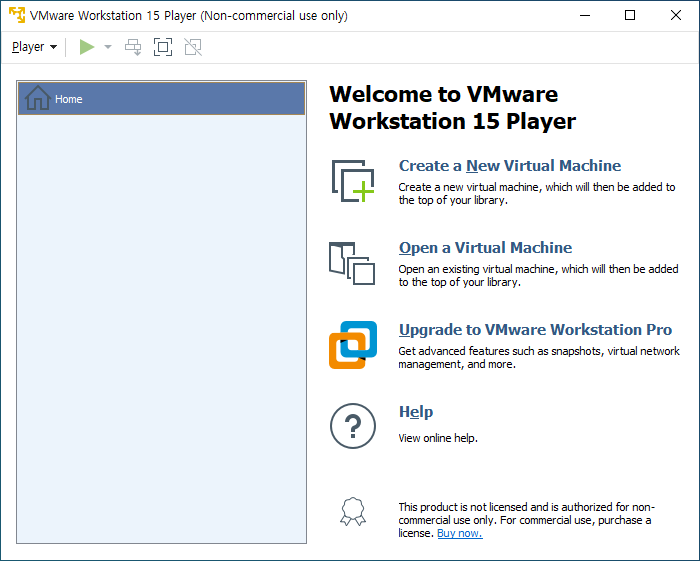 VMware Workstation 15 Player (Non-commercial use only)
Player
Home
Welcome to VMware
Workstation 15 Player
Create a New Virtual Machine
Create a new virtual machine, which will then be added to
the top of your library.
Open a Virtual Machine
Open an existing virtual machine, which will then be added
to the top of your library.
Upgrade to VMware Workstation Pro
Get advanced features such as snapshots, virtual network
management, and more.
Help
View online help.
This product is not licensed and is authorized for non-
commercial use only. For commercial use, purchase a
license. Buy now.